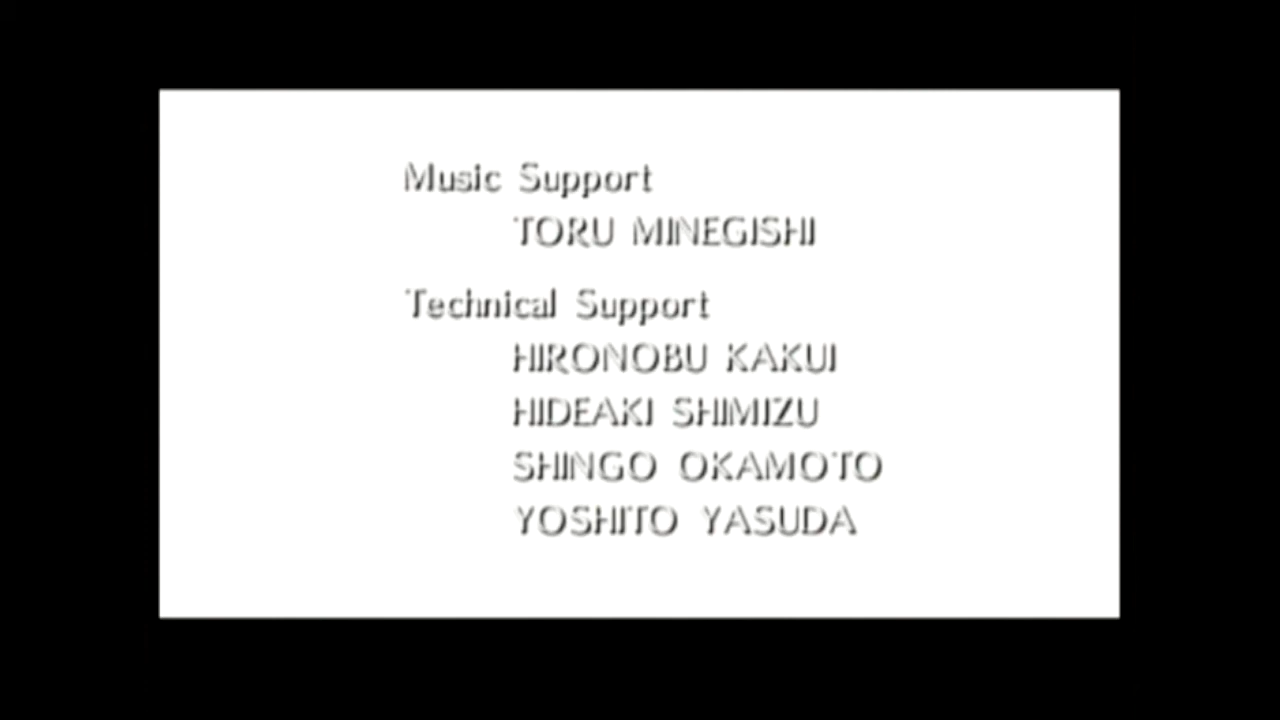 Music Support
TORU MINEGISHI
Technical Support
HIRONOBU KAKUI
HIDEAKI SHIMIZU
SHINGO OKAMOTO
YOSHITO YASUDA